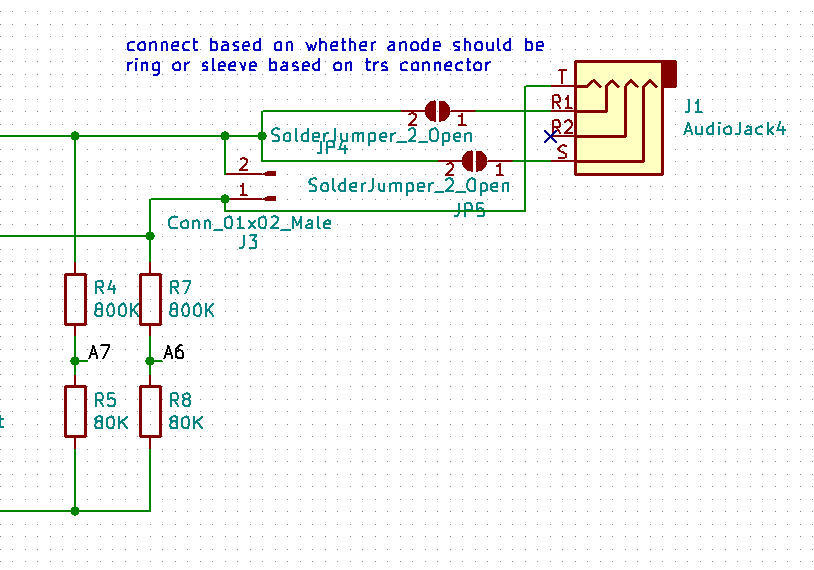 connect based on whether anode should be
ring or sleeve based on trs connector
T
R1
R2
S
J1
AudioJack4
2
1
SolderJumper_2_Open
JP4
2
1
SolderJumper_2_Open
JP5
2
1
Conn_01x02_Male
J3
R4
800K
R7
800K
A7
A6
R5
80K
R8
80K
t